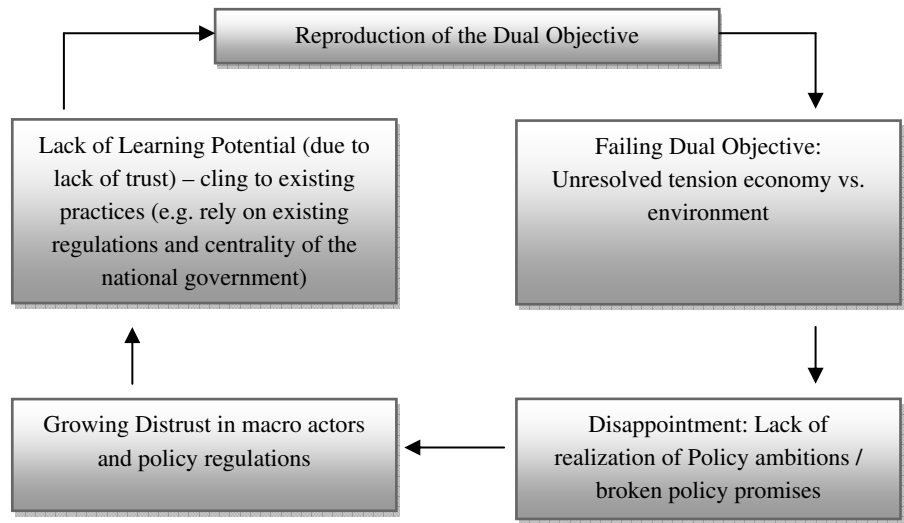 Reproduction of the Dual Objective
Lack of Learning Potential (due to
lack of trust) – cling to existing
practices (e.g. rely on existing
regulations and centrality of the
national government)
Failing Dual Objective:
Unresolved tension economy vs.
environment
Growing Distrust in macro actors
and policy regulations
Disappointment: Lack of
realization of Policy ambitions /
broken policy promises